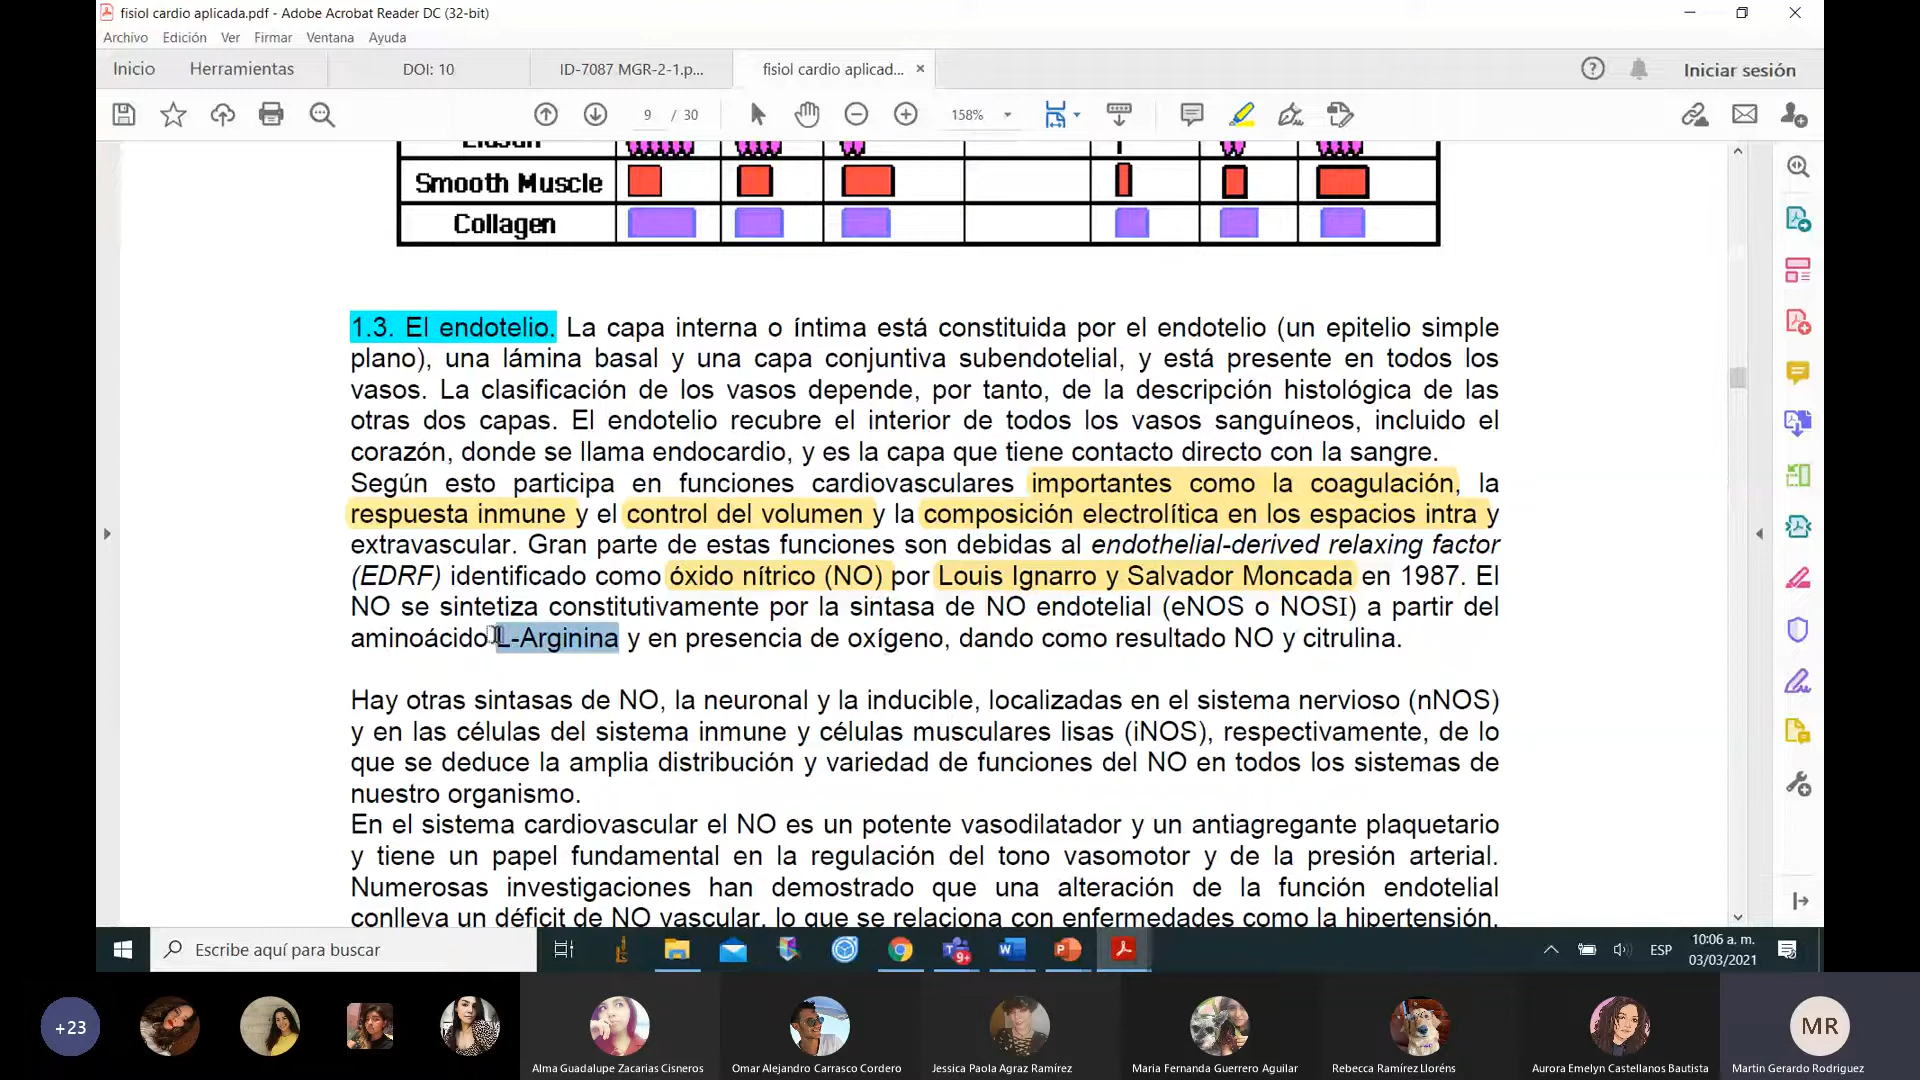 fisiol cardio aplicada.pdf - Adobe Acrobat Reader DC (32-bit)
Archivo Edición Ver Firmar Ventana Ayuda
Inicio Herramientas DOI: 10 ID-7087 MGR-2-1.p... fisiol cardio aplicad... Iniciar sesión
9 / 30 158%
Smooth Muscle
Collagen
1.3. El endotelio. La capa interna o íntima está constituida por el endotelio (un epitelio simple
plano), una lámina basal y una capa conjuntiva subendotelial, y está presente en todos los
vasos. La clasificación de los vasos depende, por tanto, de la descripción histológica de las
otras dos capas. El endotelio recubre el interior de todos los vasos sanguíneos, incluido el
corazón, donde se llama endocardio, y es la capa que tiene contacto directo con la sangre.
Según esto participa en funciones cardiovasculares importantes como la coagulación, la
respuesta inmune y el control del volumen y la composición electrolítica en los espacios intra y
extravascular. Gran parte de estas funciones son debidas al endothelial-derived relaxing factor
(EDRF) identificado como óxido nítrico (NO) por Louis Ignarro y Salvador Moncada en 1987. El
NO se sintetiza constitutivamente por la sintasa de NO endotelial (eNOS o NOSI) a partir del
aminoácido L-Arginina y en presencia de oxígeno, dando como resultado NO y citrulina.
Hay otras sintasas de NO, la neuronal y la inducible, localizadas en el sistema nervioso (nNOS)
y en las células del sistema inmune y células musculares lisas (iNOS), respectivamente, de lo
que se deduce la amplia distribución y variedad de funciones del NO en todos los sistemas de
nuestro organismo.
En el sistema cardiovascular el NO es un potente vasodilatador y un antiagregante plaquetario
y tiene un papel fundamental en la regulación del tono vasomotor y de la presión arterial.
Numerosas investigaciones han demostrado que una alteración de la función endotelial
conlleva un déficit de NO vascular, lo que se relaciona con enfermedades como la hipertensión,
Escribe aquí para buscar 9+ ESP 10:06 a. m.
03/03/2021
+23 MR
Alma Guadalupe Zacarias Cisneros Omar Alejandro Carrasco Cordero Jessica Paola Agraz Ramírez Maria Fernanda Guerrero Aguilar Rebecca Ramírez Lloréns Aurora Emelyn Castellanos Bautista Martin Gerardo Rodriguez